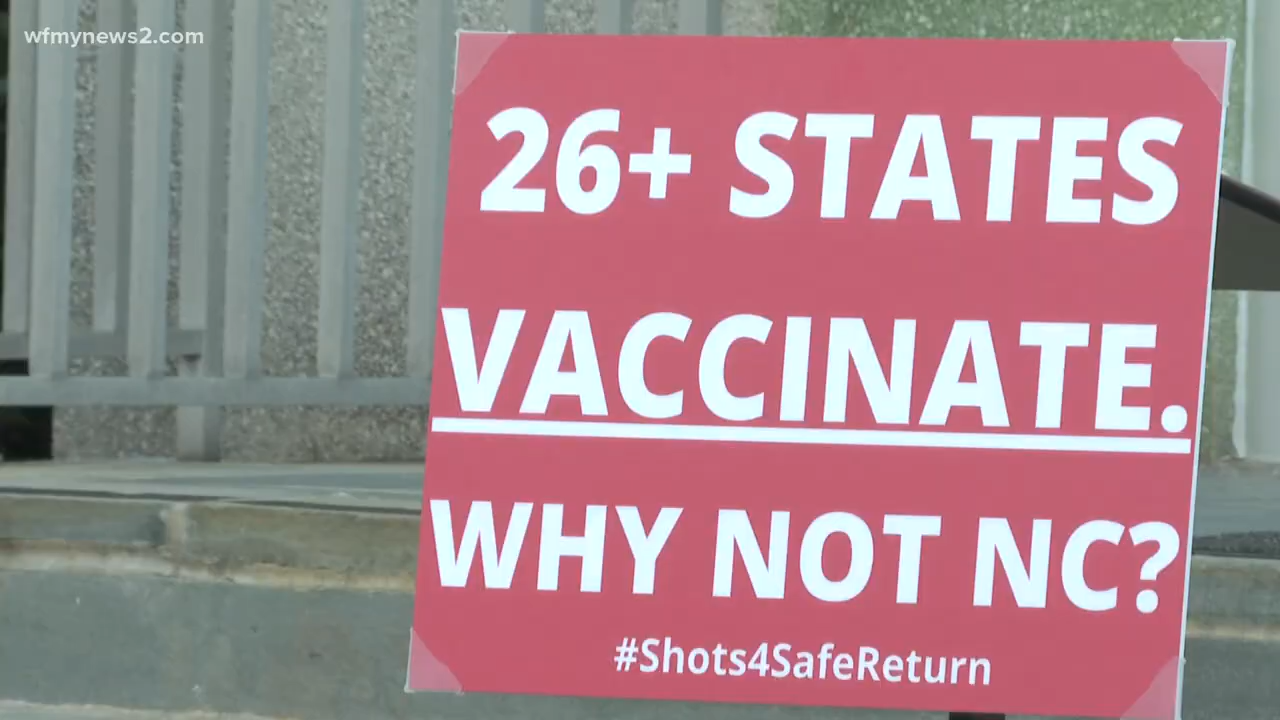 wfmynews2.com
26+ STATES
VACCINATE.
WHY NOT NC?
#Shots4SafeReturn